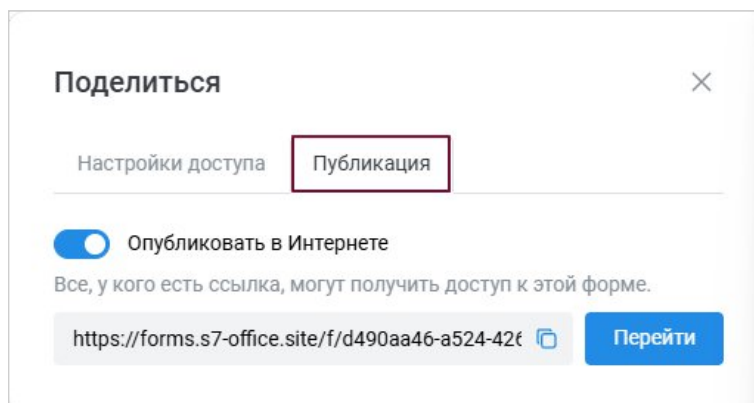 Поделиться
Настройки доступа Публикация
Опубликовать в Интернете
Все, у кого есть ссылка, могут получить доступ к этой форме.
https://forms.s7-office.site/f/d490aa46-a524-426 Перейти